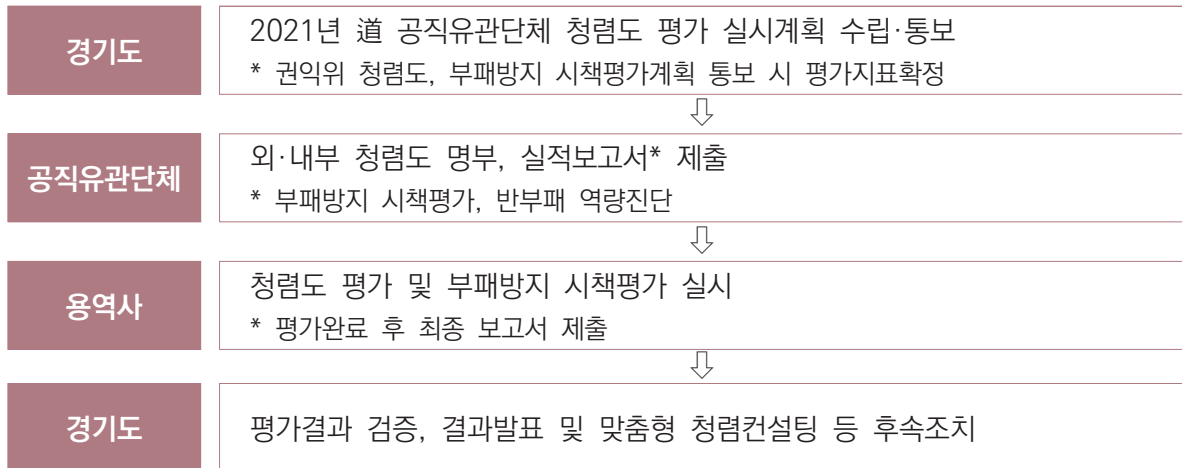 경기도
2021년 道 공직유관단체 청렴도 평가 실시계획 수립·통보
* 권익위 청렴도, 부패방지 시책평가계획 통보 시 평가지표확정
공직유관단체
외·내부 청렴도 명부, 실적보고서* 제출
* 부패방지 시책평가, 반부패 역량진단
용역사
청렴도 평가 및 부패방지 시책평가 실시
* 평가완료 후 최종 보고서 제출
경기도
평가결과 검증, 결과발표 및 맞춤형 청렴컨설팅 등 후속조치